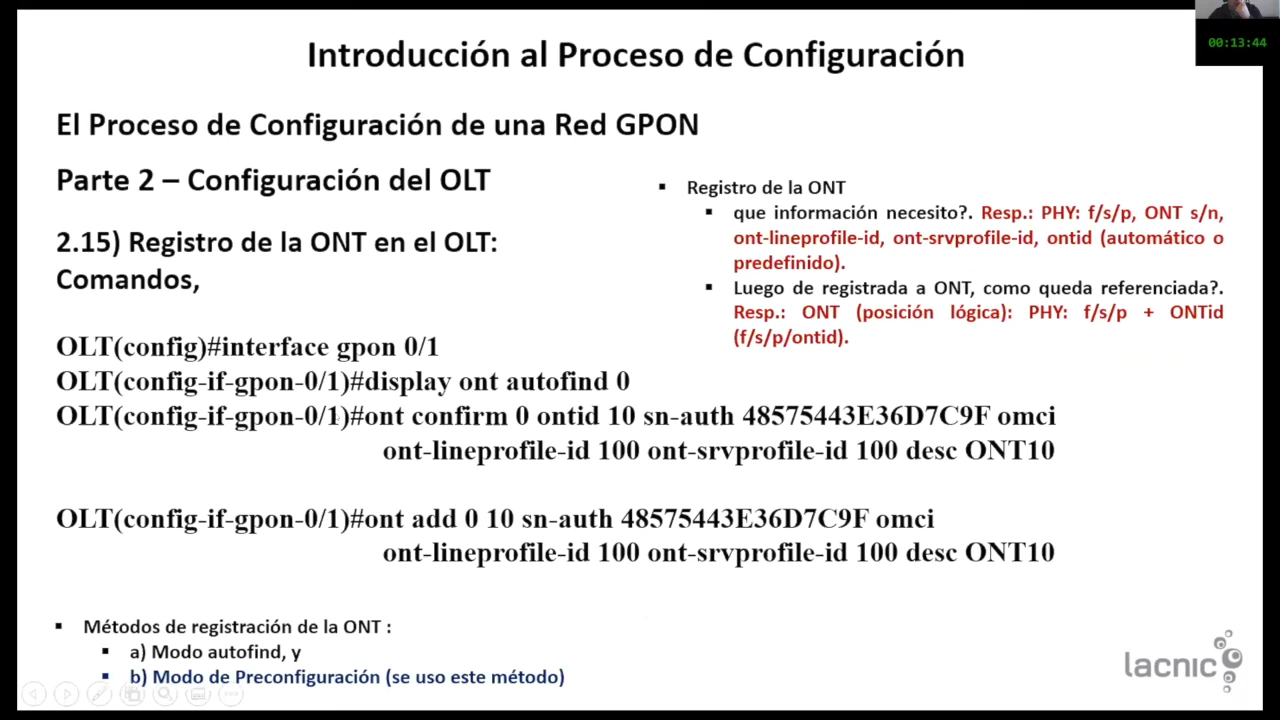 00:13:44
Introducción al Proceso de Configuración
El Proceso de Configuración de una Red GPON
Parte 2 – Configuración del OLT
2.15) Registro de la ONT en el OLT:
Comandos,
▪ Registro de la ONT
▪ que información necesito?. Resp.: PHY: f/s/p, ONT s/n,
ont-lineprofile-id, ont-srvprofile-id, ontid (automático o
predefinido).
▪ Luego de registrada a ONT, como queda referenciada?.
Resp.: ONT (posición lógica): PHY: f/s/p + ONTid
(f/s/p/ontid).
OLT(config)#interface gpon 0/1
OLT(config-if-gpon-0/1)#display ont autofind 0
OLT(config-if-gpon-0/1)#ont confirm 0 ontid 10 sn-auth 48575443E36D7C9F omci
ont-lineprofile-id 100 ont-srvprofile-id 100 desc ONT10
OLT(config-if-gpon-0/1)#ont add 0 10 sn-auth 48575443E36D7C9F omci
ont-lineprofile-id 100 ont-srvprofile-id 100 desc ONT10
▪ Métodos de registración de la ONT :
▪ a) Modo autofind, y
▪ b) Modo de Preconfiguración (se uso este método)
lacnic